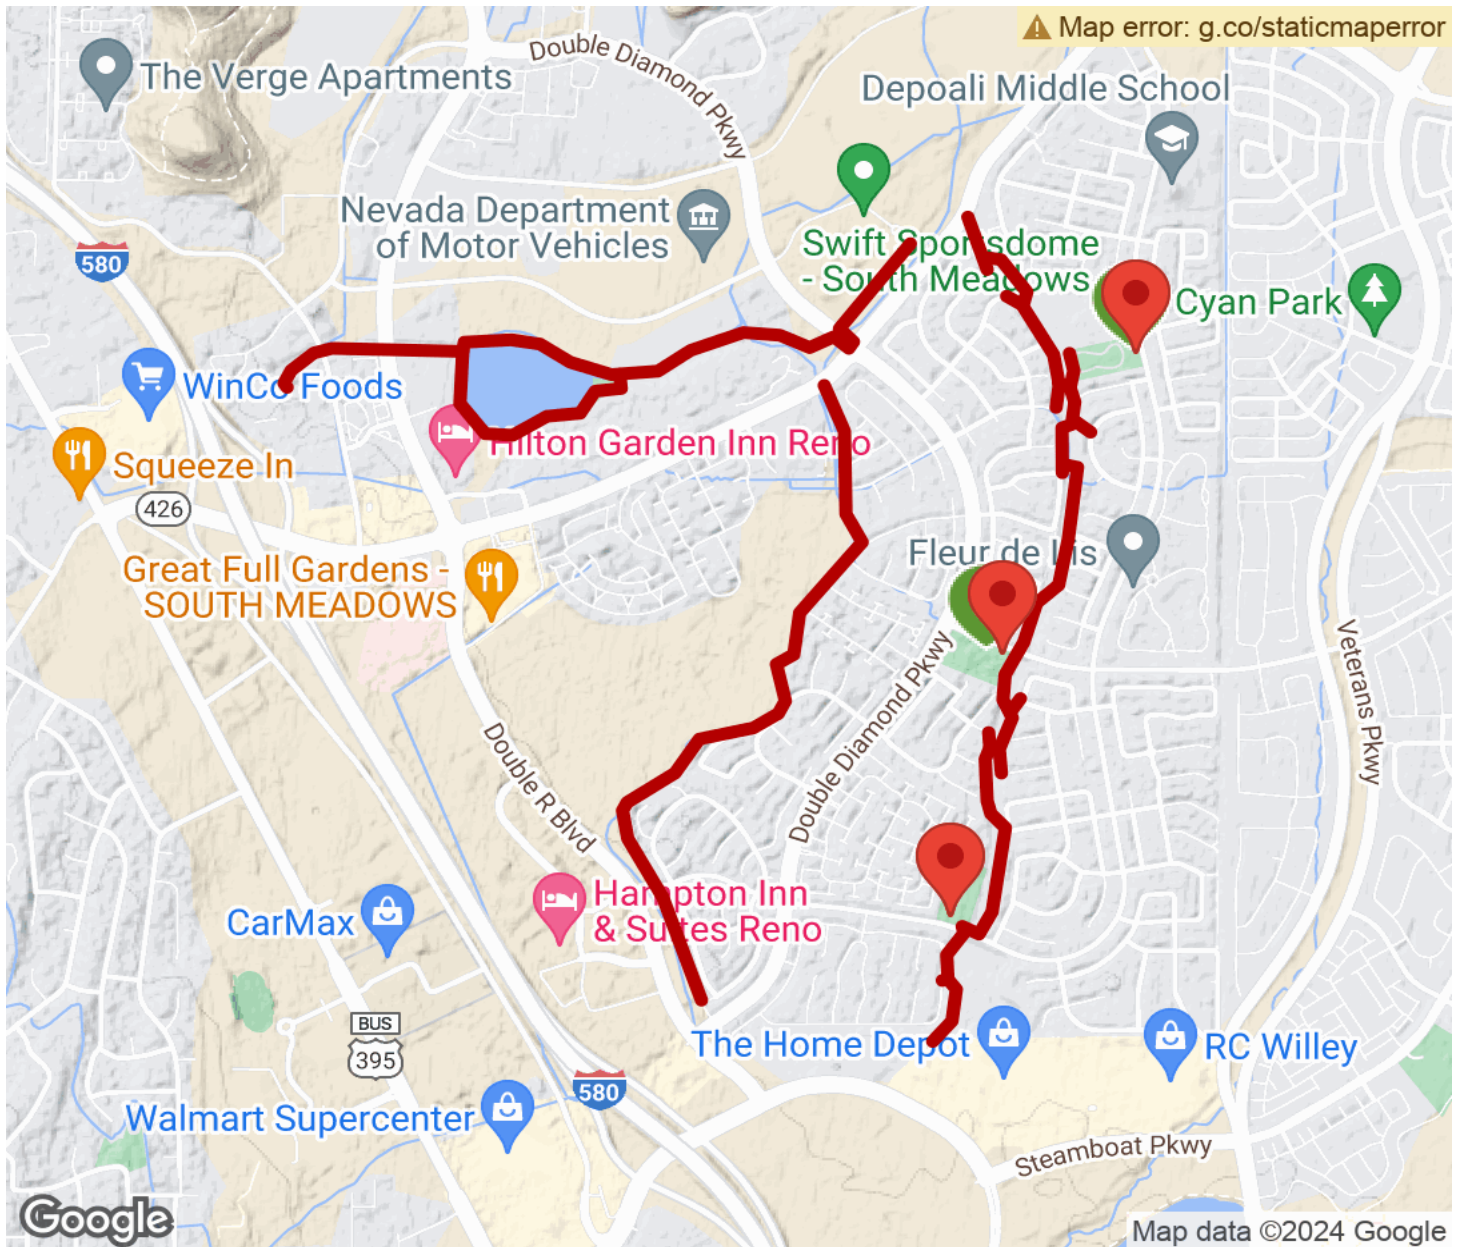 Map error: g.co/staticmaperror
Double Diamond Pkwy
The Verge Apartments
Depoali Middle School
Nevada Department
of Motor Vehicles
Swift Sportsdome
- South Meadows
580
Cyan Park
WinCo Foods
Hilton Garden Inn Reno
Squeeze In
426
Fleur de Lis
Great Full Gardens -
SOUTH MEADOWS
Veterans Pkwy
Double Diamond Pkwy
Double R Blvd
Hampton Inn
& Suites Reno
CarMax
BUS
395
The Home Depot
RC Willey
580
Walmart Supercenter
Steamboat Pkwy
Google
Map data ©2024 Google